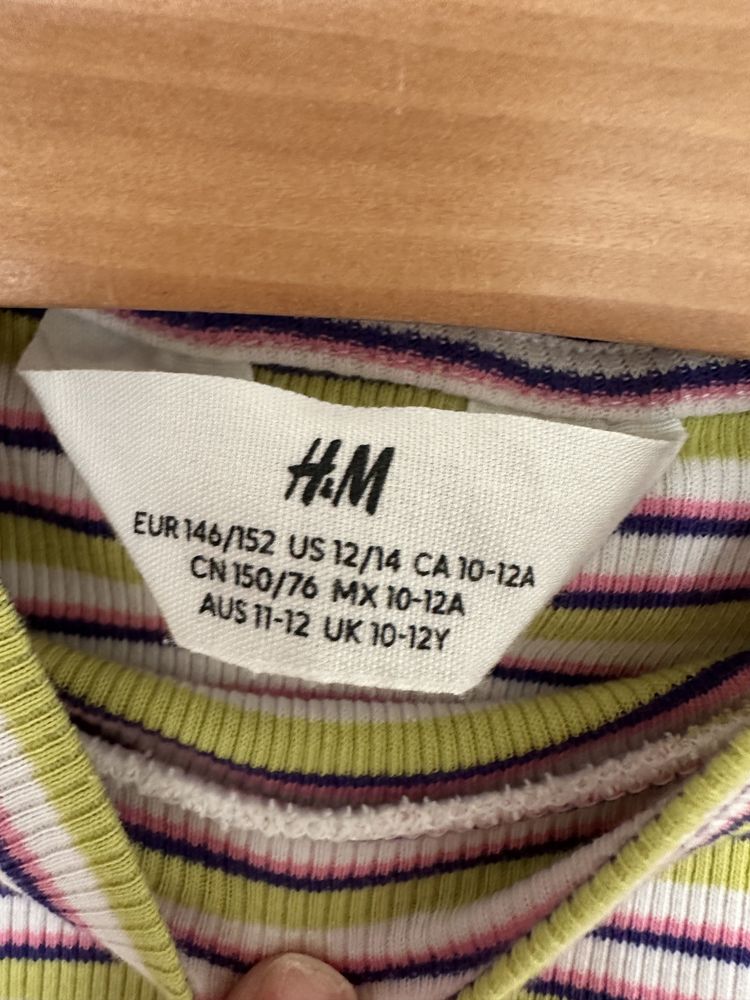 H&M
EUR 146/152 US 12/14 CA 10-12A
CN 150/76 MX 10-12A
AUS 11-12 UK 10-12Y